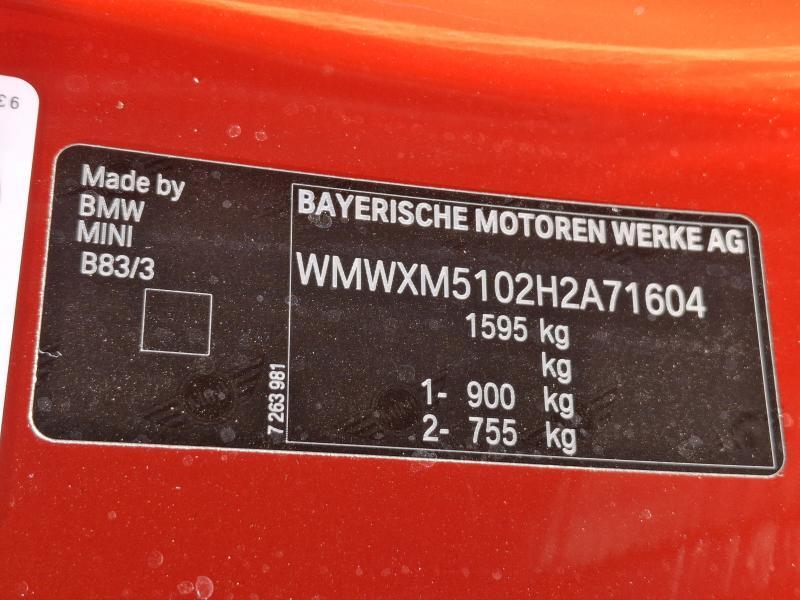 Made by
BMW
MINI
B83/3
7 263 981
BAYERISCHE MOTOREN WERKE AG
WMWXM5102H2A71604
1595 kg
kg
1- 900 kg
2- 755 kg